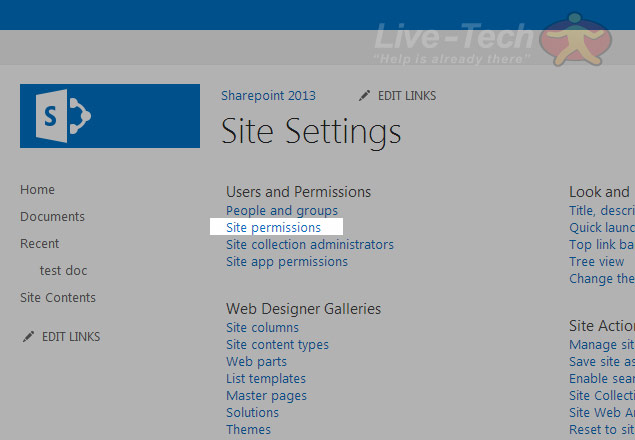 Live-Tech
"Help is already there"
S
Sharepoint 2013
EDIT LINKS
Site Settings
Home
Documents
Recent
test doc
Site Contents
EDIT LINKS
Users and Permissions
People and groups
Site permissions
Site collection administrators
Site app permissions
Web Designer Galleries
Site columns
Site content types
Web parts
List templates
Master pages
Solutions
Themes
Look and
Title, descri
Quick launc
Top link ba
Tree view
Change the
Site Action
Manage sit
Save site as
Enable sear
Site Collecti
Site Web An
Reset to sit